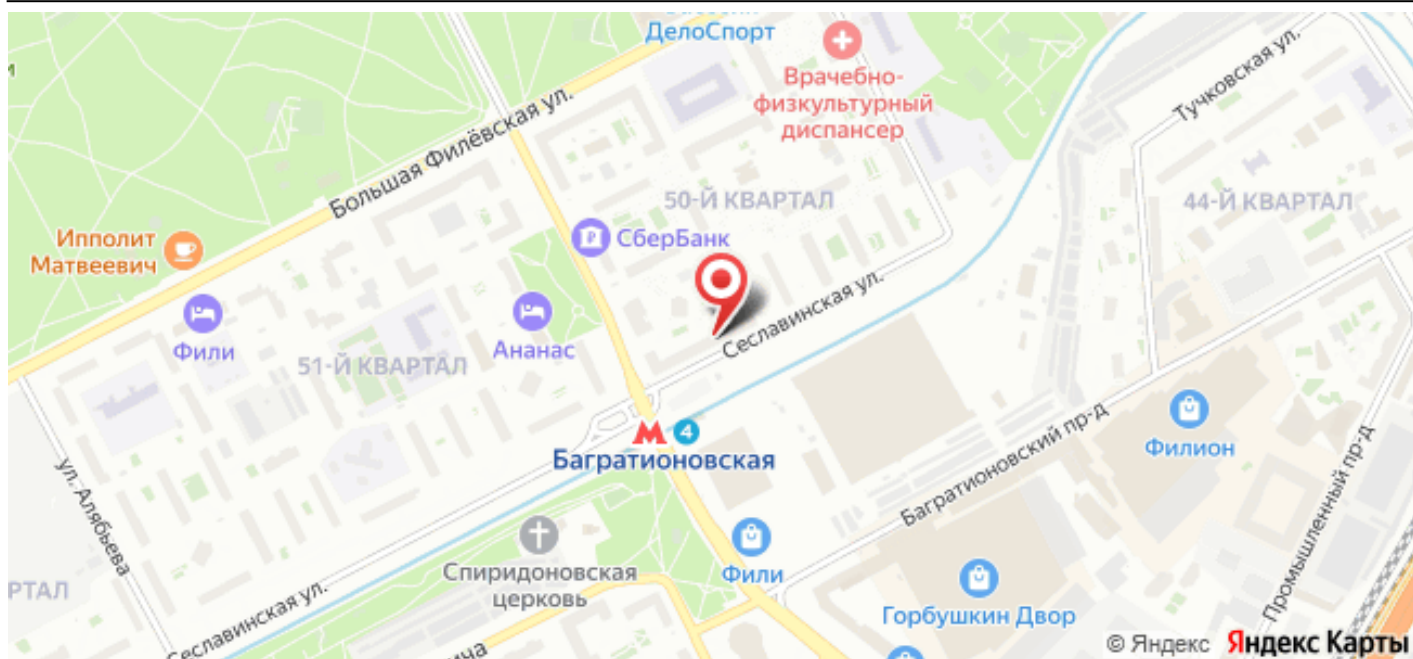 ДелоСпорт
Врачебно-
физкультурный
диспансер
Тучковская ул.
Большая Филёвская ул.
50-Й КВАРТАЛ
44-Й КВАРТАЛ
Ипполит
Матвеевич
СберБанк
Фили
Ананас
51-Й КВАРТАЛ
Сеславинская ул.
М 4
Багратионовская
Филион
Багратионовский пр-д
Промышленный пр-д
ул. Алябьева
Спиридоновская
церковь
Фили
Горбушкин Двор
РТАЛ
Сеславинская ул.
ича
© Яндекс Яндекс Карты